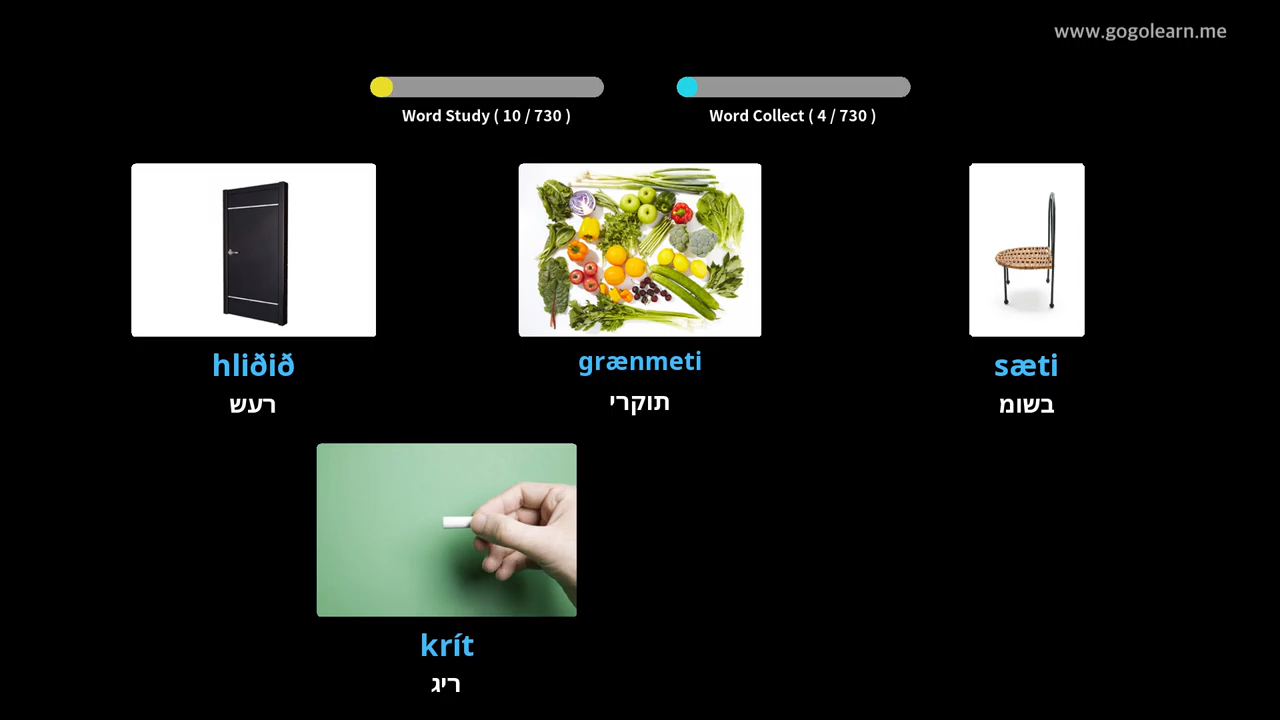 www.gogolearn.me
Word Study ( 10 / 730 )
Word Collect ( 4 / 730 )
hliðið
רעש
grænmeti
תוקרי
sæti
בשומ
krít
ריג